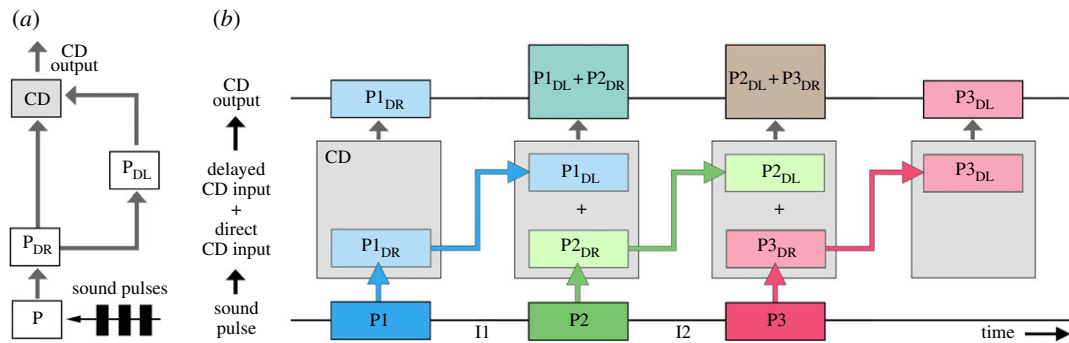 (a)
CD
output
CD
P_DL
P_DR
sound pulses
P
(b)
CD
output
delayed
CD input
+
direct
CD input
sound
pulse
P1_DR
P1_DL + P2_DR
P2_DL + P3_DR
P3_DL
CD
P1_DL
P2_DL
P3_DL
+
+
P1_DR
P2_DR
P3_DR
P1
I1
P2
I2
P3
time